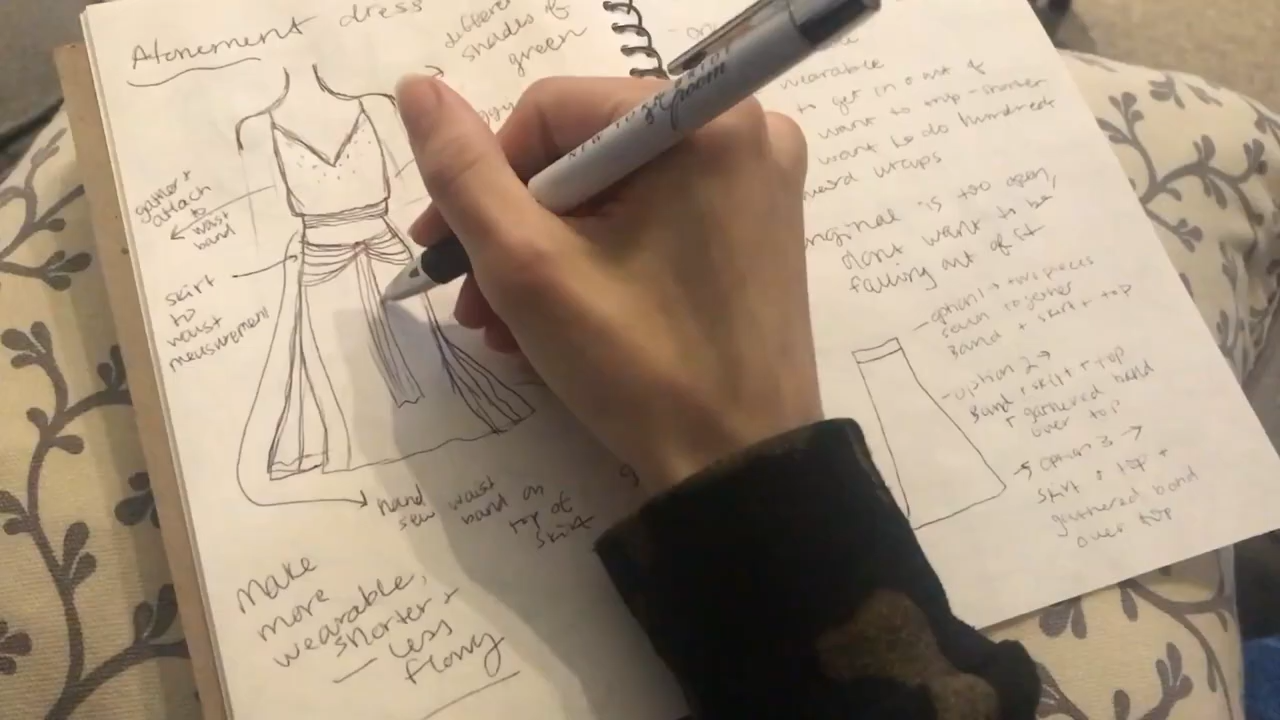 Atonement dress
different
shades of
green
gather +
attach
to
waist
band
skirt
to
waist
measurement
hand
sew waist
band on
top of
skirt
make
more
wearable,
shorter +
less
flowy
wearable
to get in + out of
want to trip - shorter
want to do hundreds
wraps
original is too open,
don't want to be
falling out of it
- option 1 → two pieces
sewn together
Band + skirt + top
- option 2 →
Band + skirt + top
+ gathered band
over top
option 3 →
skirt + top +
gathered band
over top